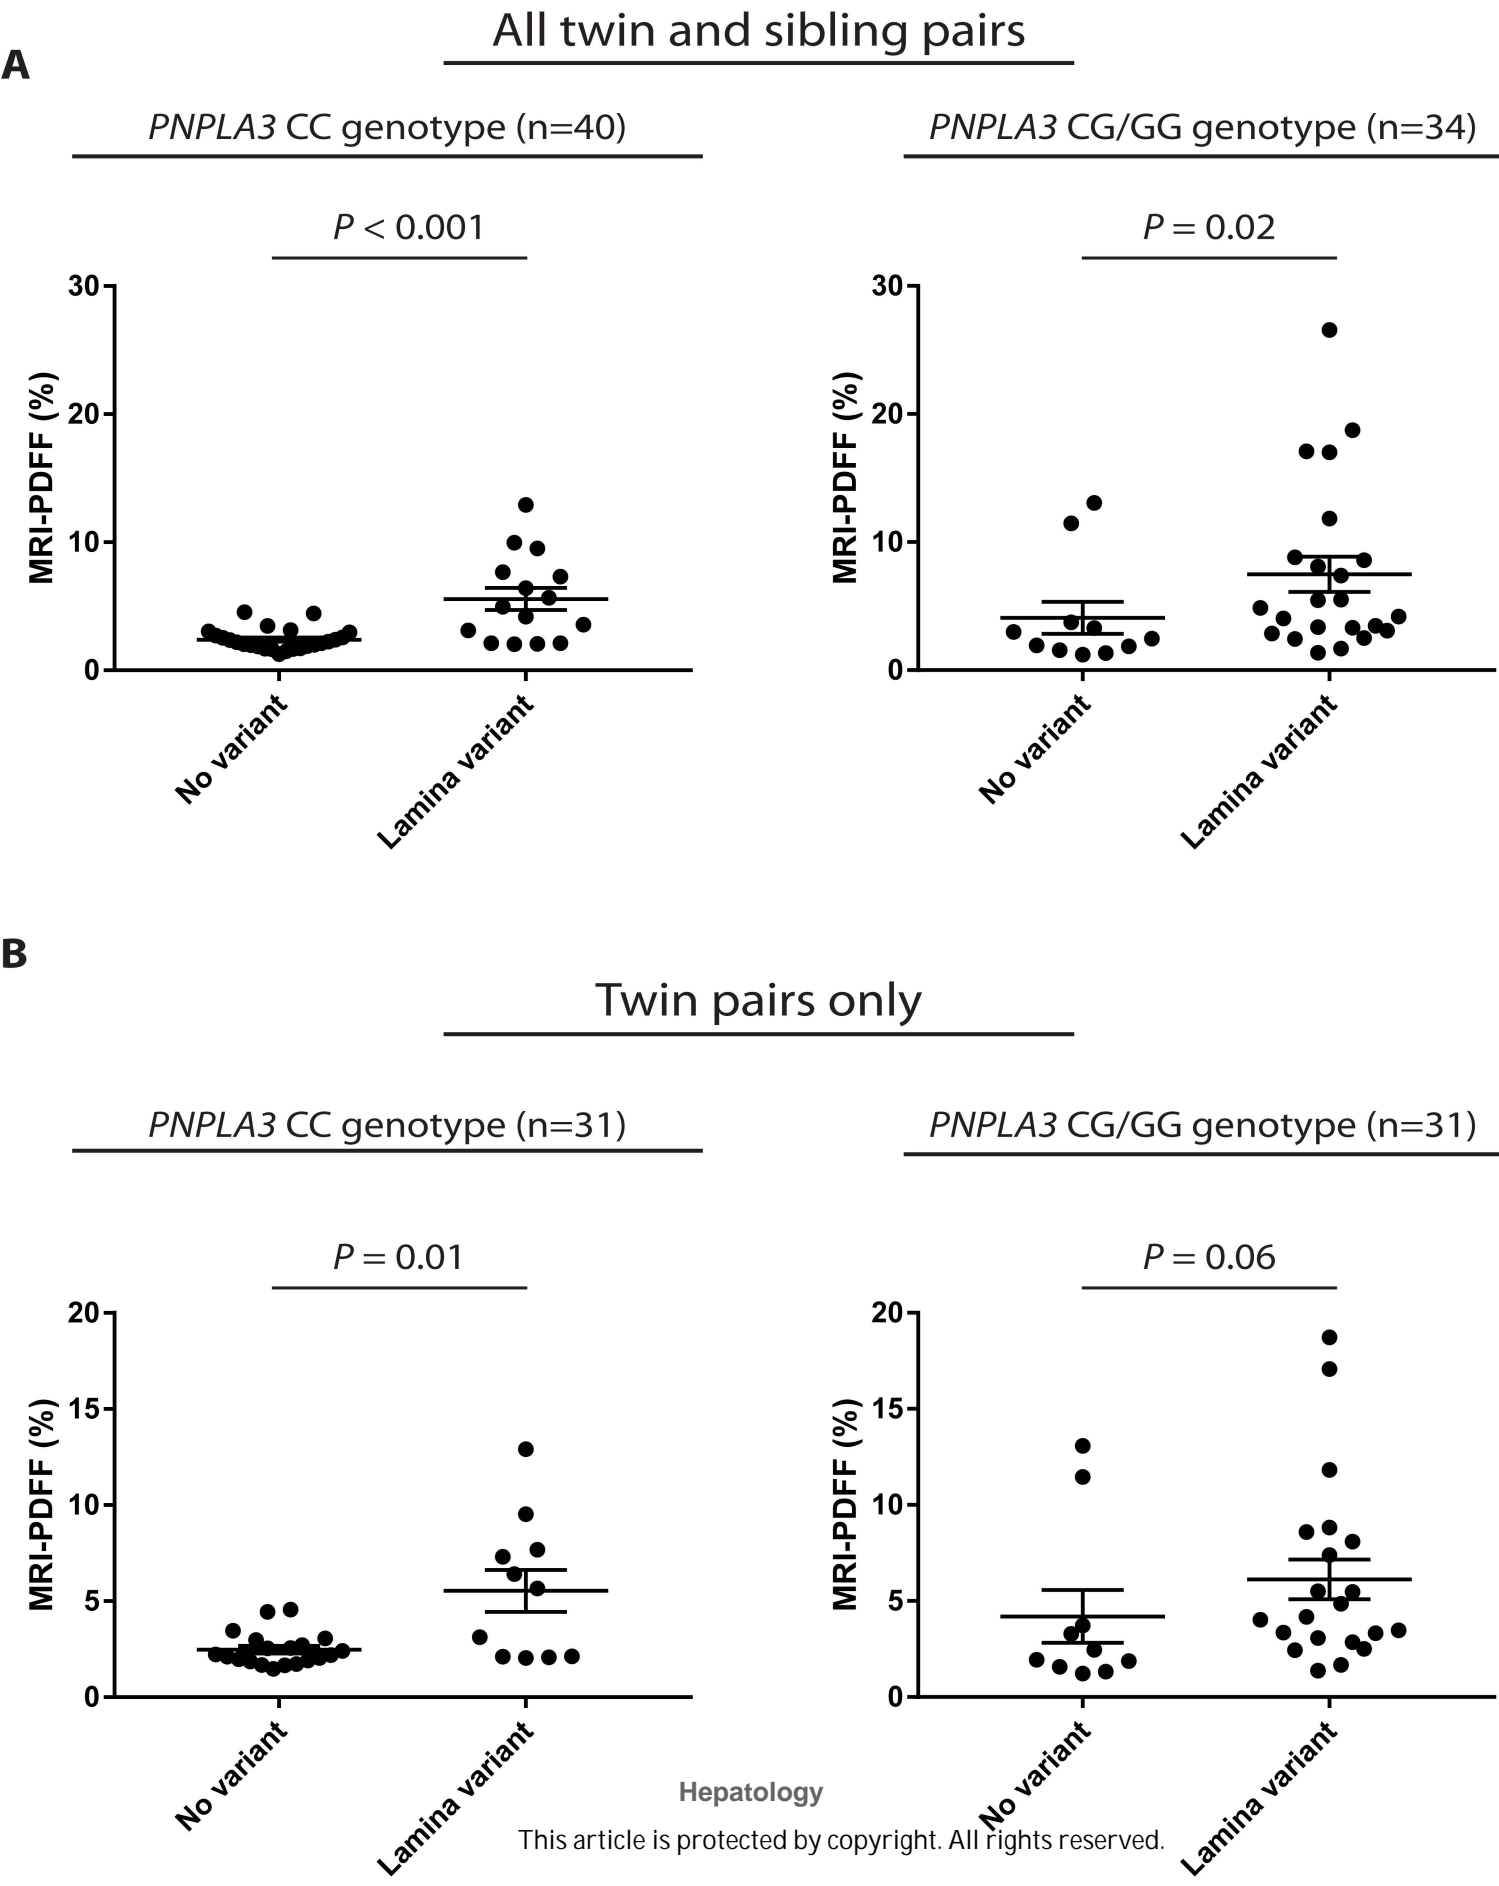 All twin and sibling pairs
A
PNPLA3 CC genotype (n=40)
PNPLA3 CG/GG genotype (n=34)
P < 0.001
P = 0.02
30
20
10
0
MRI-PDFF (%)
No variant
Lamina variant
30
20
10
0
MRI-PDFF (%)
No variant
Lamina variant
B
Twin pairs only
PNPLA3 CC genotype (n=31)
PNPLA3 CG/GG genotype (n=31)
P = 0.01
P = 0.06
20
15
10
5
0
MRI-PDFF (%)
No variant
Lamina variant
20
15
10
5
0
MRI-PDFF (%)
No variant
Lamina variant
Hepatology
This article is protected by copyright. All rights reserved.